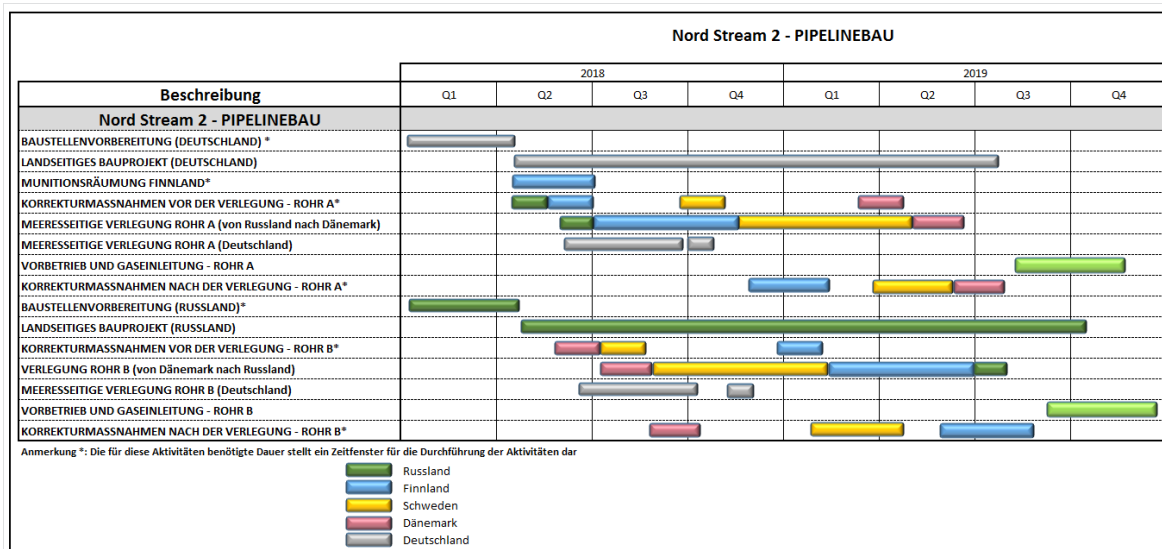 Nord Stream 2 - PIPELINEBAU
2018 2019
Beschreibung Q1 Q2 Q3 Q4 Q1 Q2 Q3 Q4
Nord Stream 2 - PIPELINEBAU
BAUSTELLENVORBEREITUNG (DEUTSCHLAND) *
LANDSEITIGES BAUPROJEKT (DEUTSCHLAND)
MUNITIONSRÄUMUNG FINNLAND*
KORREKTURMASSNAHMEN VOR DER VERLEGUNG - ROHR A*
MEERESSEITIGE VERLEGUNG ROHR A (von Russland nach Dänemark)
MEERESSEITIGE VERLEGUNG ROHR A (Deutschland)
VORBETRIEB UND GASEINLEITUNG - ROHR A
KORREKTURMASSNAHMEN NACH DER VERLEGUNG - ROHR A*
BAUSTELLENVORBEREITUNG (RUSSLAND)*
LANDSEITIGES BAUPROJEKT (RUSSLAND)
KORREKTURMASSNAHMEN VOR DER VERLEGUNG - ROHR B*
VERLEGUNG ROHR B (von Dänemark nach Russland)
MEERESSEITIGE VERLEGUNG ROHR B (Deutschland)
VORBETRIEB UND GASEINLEITUNG - ROHR B
KORREKTURMASSNAHMEN NACH DER VERLEGUNG - ROHR B*
Anmerkung *: Die für diese Aktivitäten benötigte Dauer stellt ein Zeitfenster für die Durchführung der Aktivitäten dar
Russland
Finnland
Schweden
Dänemark
Deutschland